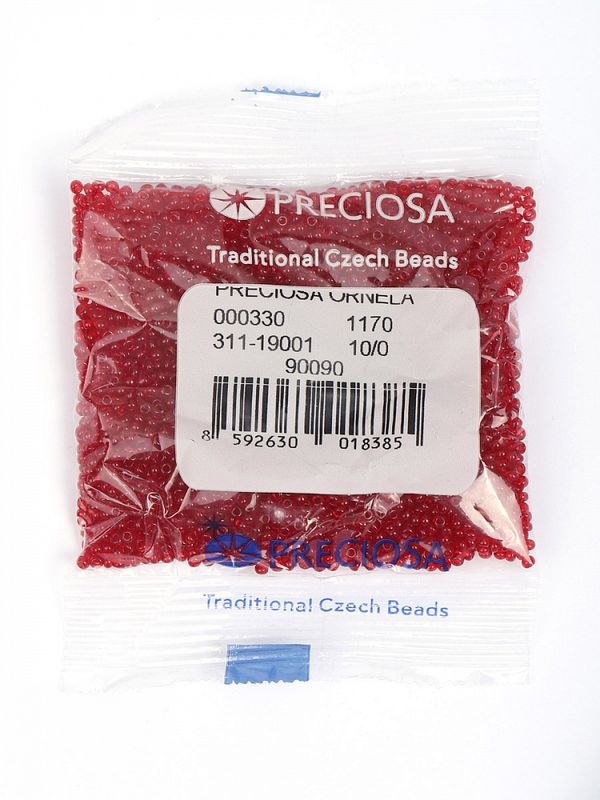 PRECIOSA
Traditional Czech Beads
PRECIOSA ORNELA
000330 1170
311-19001 10/0
90090
8 592630 018385
PRECIOSA
Traditional Czech Beads